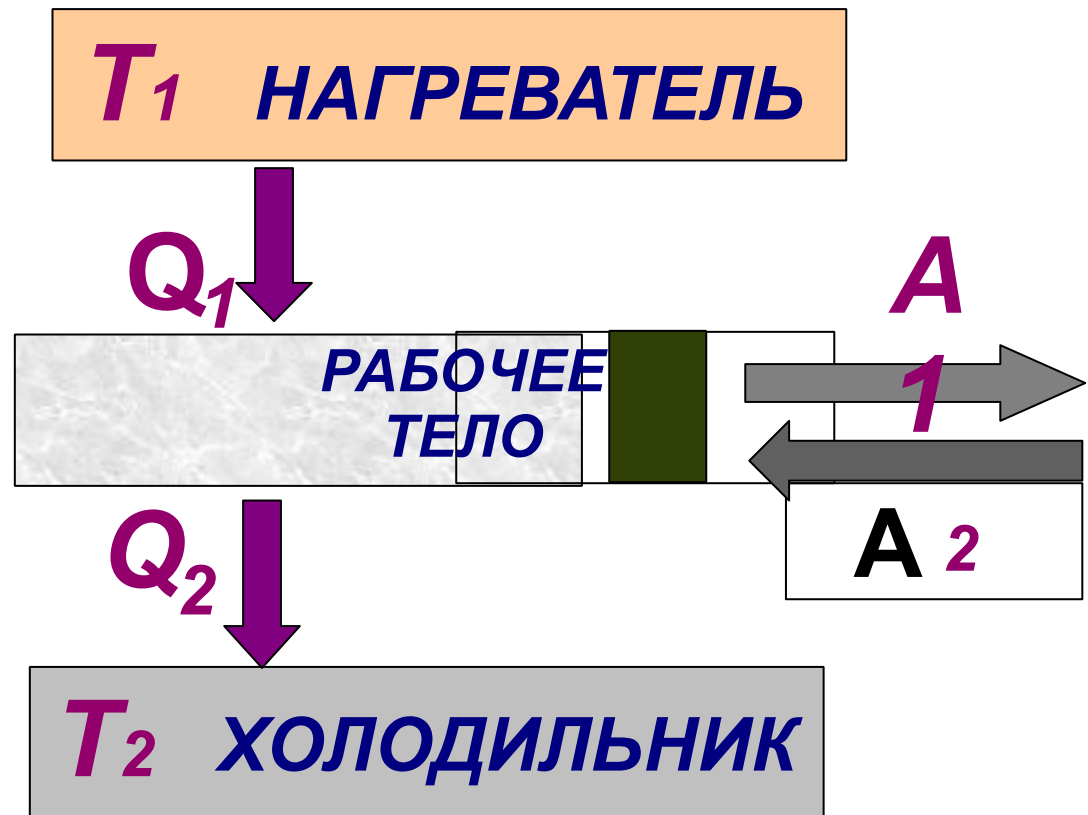 T1 НАГРЕВАТЕЛЬ
Q1
A
1
РАБОЧЕЕ
ТЕЛО
Q2
А 2
T2 ХОЛОДИЛЬНИК